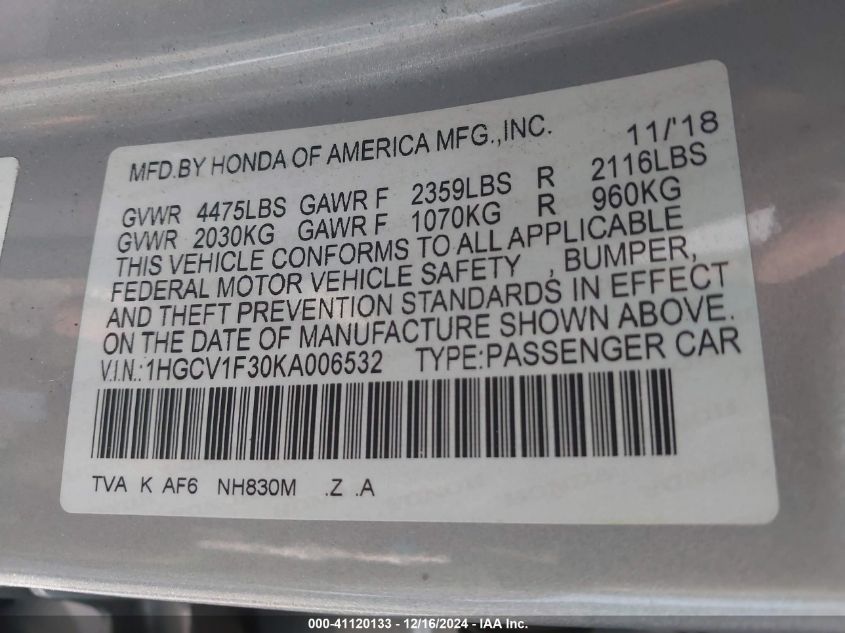 MFD.BY HONDA OF AMERICA MFG.,INC. 11/'18
GVWR 4475LBS GAWR F 2359LBS R 2116LBS
GVWR 2030KG GAWR F 1070KG R 960KG
THIS VEHICLE CONFORMS TO ALL APPLICABLE
FEDERAL MOTOR VEHICLE SAFETY , BUMPER,
AND THEFT PREVENTION STANDARDS IN EFFECT
ON THE DATE OF MANUFACTURE SHOWN ABOVE.
V.I.N.:1HGCV1F30KA006532 TYPE:PASSENGER CAR
TVA K AF6 NH830M .Z .A
000-41120133 - 12/16/2024 - IAA Inc.